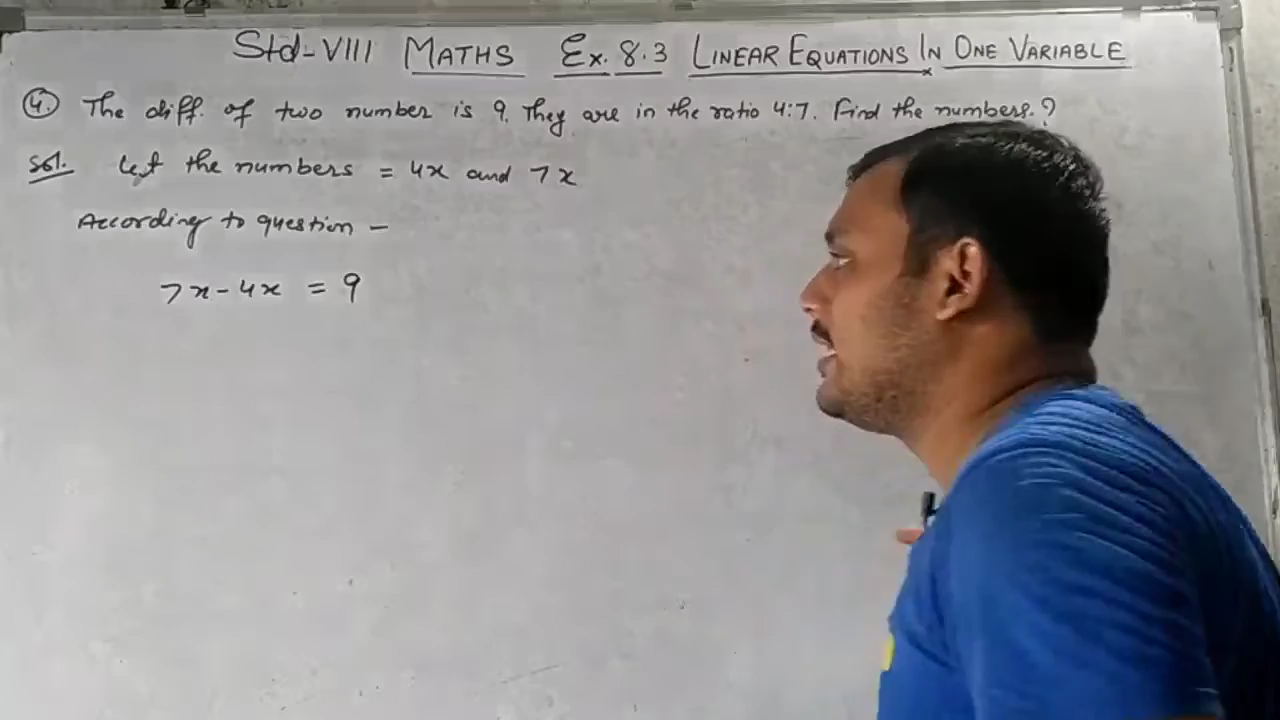 Std-VIII MATHS Ex. 8.3 LINEAR EQUATIONS IN ONE VARIABLE
4. The diff. of two number is 9. They are in the ratio 4:7. Find the numbers.?
Sol. Let the numbers = 4x and 7x
According to question -
7x - 4x = 9